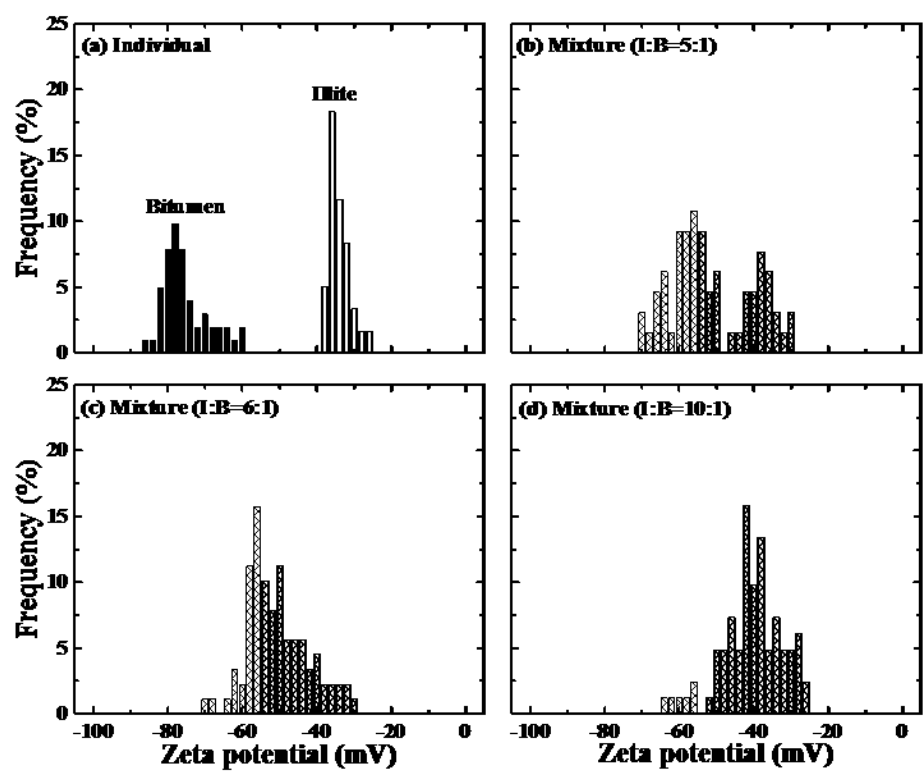 (a) Individual
(b) Mixture (I:B=5:1)
25
20
15
10
5
0
Frequency (%)
Bitumen
Illite
(c) Mixture (I:B=6:1)
(d) Mixture (I:B=10:1)
25
20
15
10
5
0
Frequency (%)
-100 -80 -60 -40 -20 0
-100 -80 -60 -40 -20 0
Zeta potential (mV)
Zeta potential (mV)